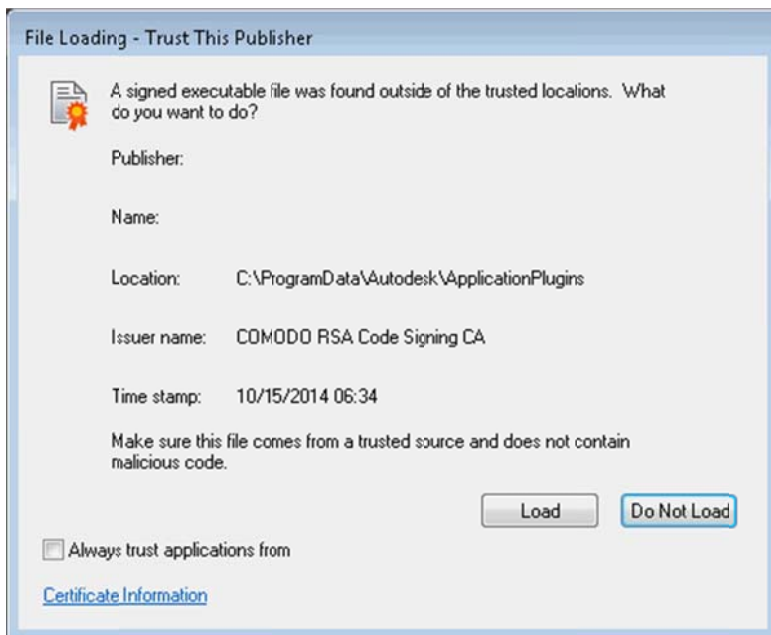 File Loading - Trust This Publisher
A signed executable file was found outside of the trusted locations. What
do you want to do?
Publisher:
Name:
Location: C:\ProgramData\Autodesk\ApplicationPlugins
Issuer name: COMODO RSA Code Signing CA
Time stamp: 10/15/2014 06:34
Make sure this file comes from a trusted source and does not contain
malicious code.
Load Do Not Load
Always trust applications from
Certificate Information